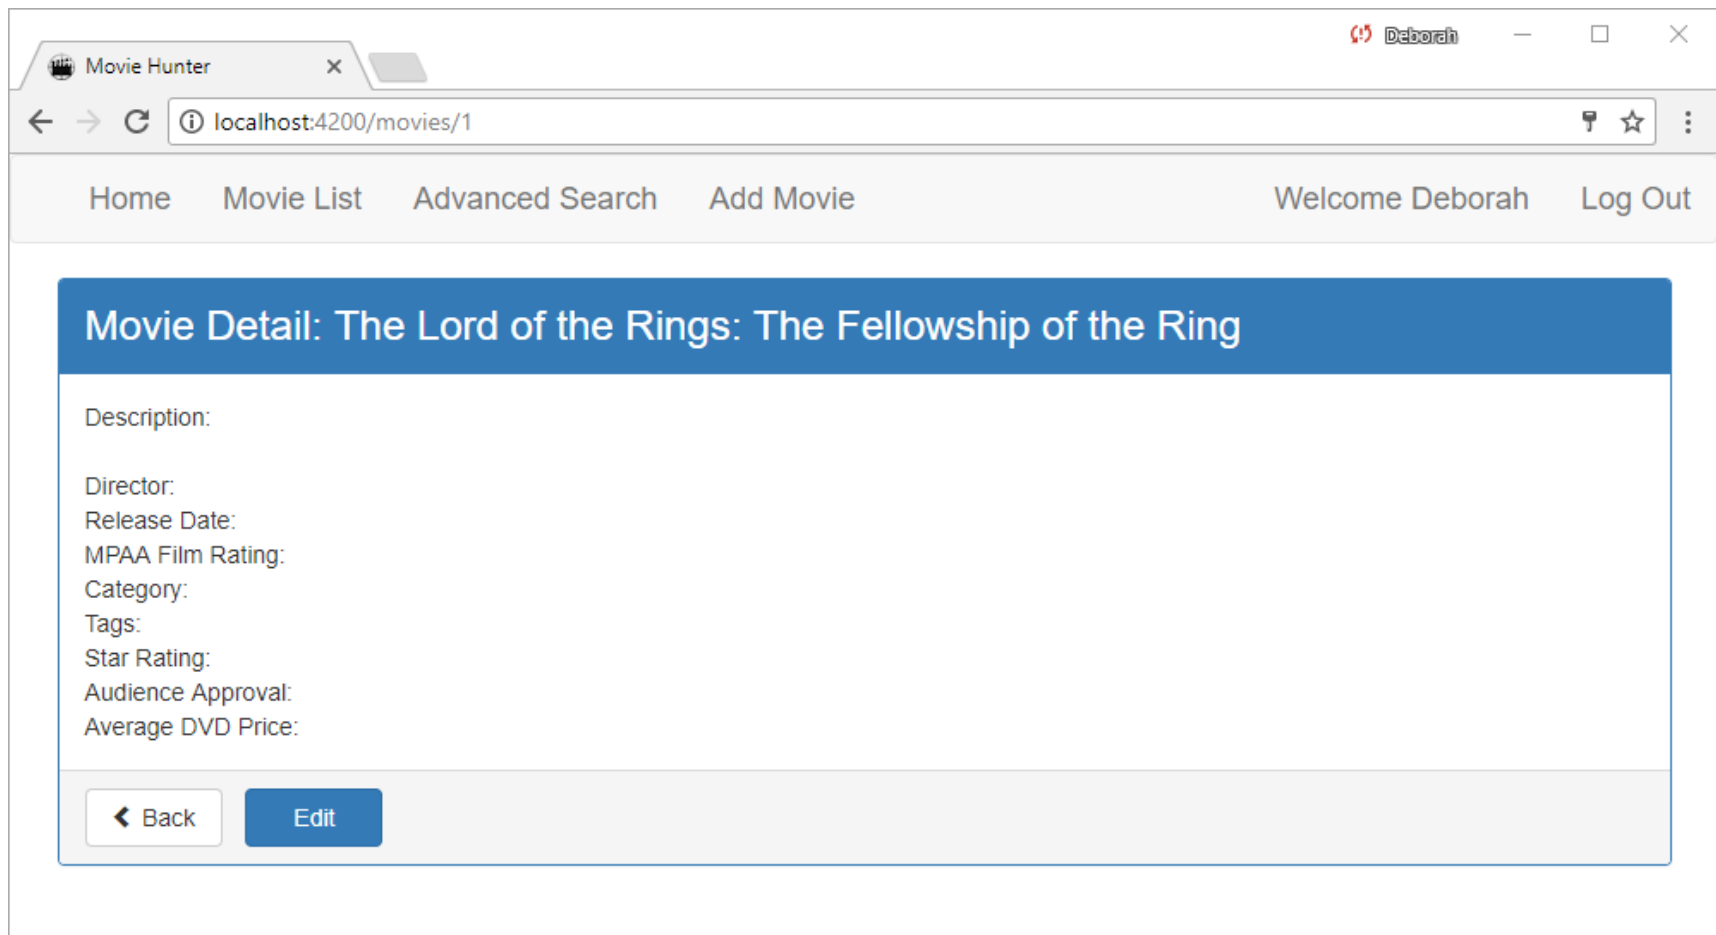 Deborah
Movie Hunter
localhost:4200/movies/1
Home Movie List Advanced Search Add Movie Welcome Deborah Log Out
Movie Detail: The Lord of the Rings: The Fellowship of the Ring
Description:
Director:
Release Date:
MPAA Film Rating:
Category:
Tags:
Star Rating:
Audience Approval:
Average DVD Price:
Back Edit